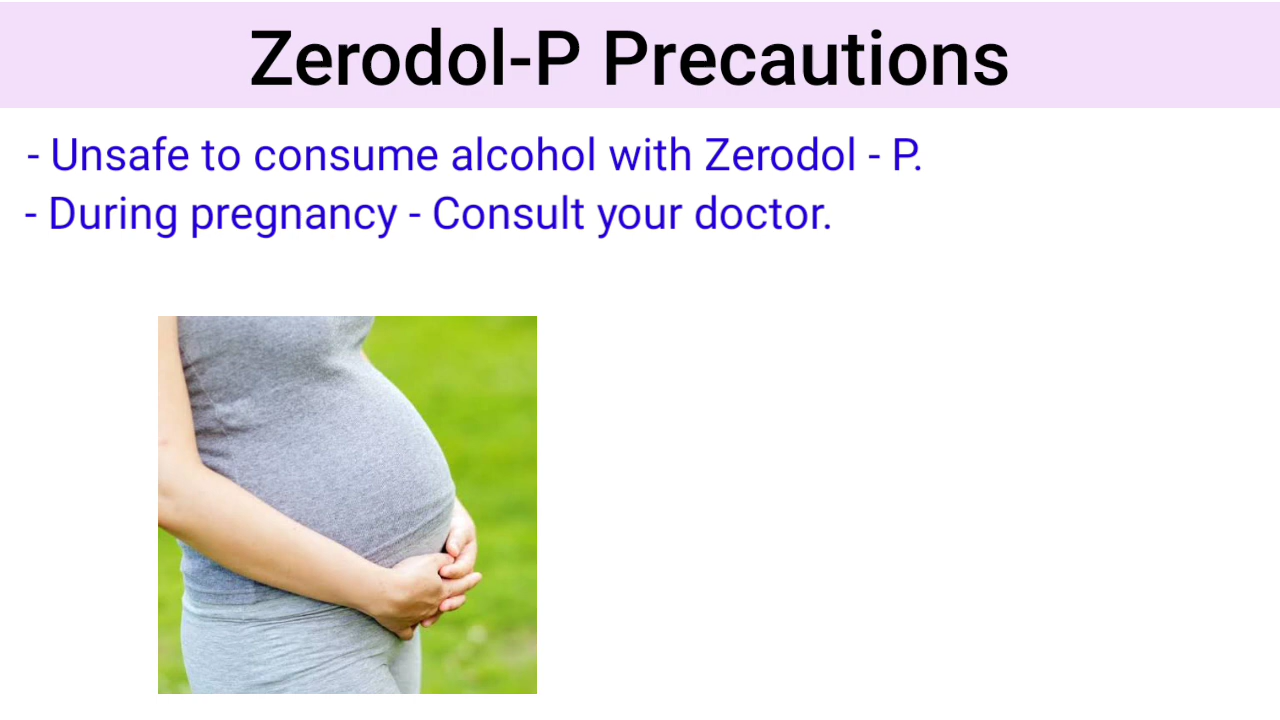 Zerodol-P Precautions
- Unsafe to consume alcohol with Zerodol - P.
- During pregnancy - Consult your doctor.